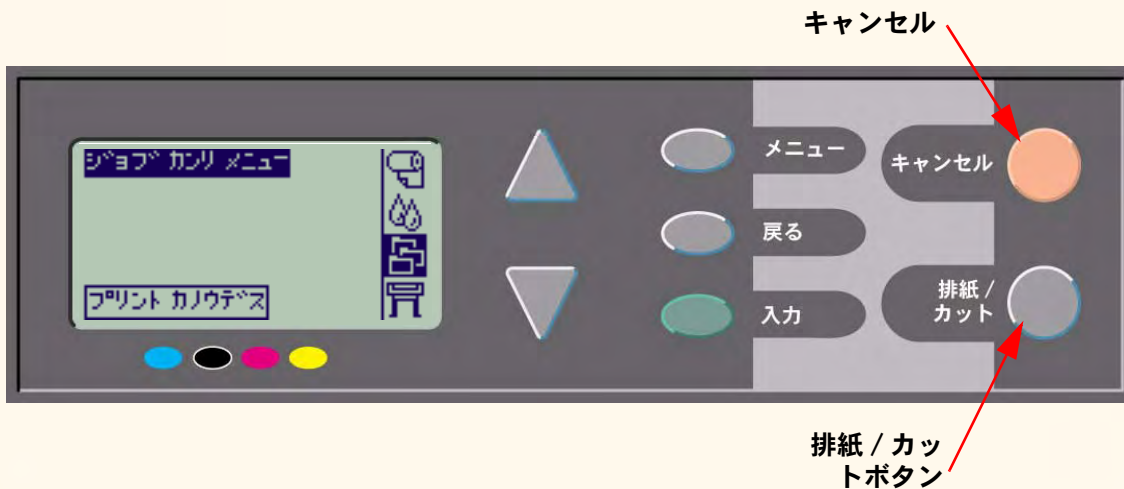 キャンセル
ジョブ カンリ メニュー
プリント カノウデス
メニュー
戻る
入力
キャンセル
排紙 /
カット
排紙 / カッ
トボタン